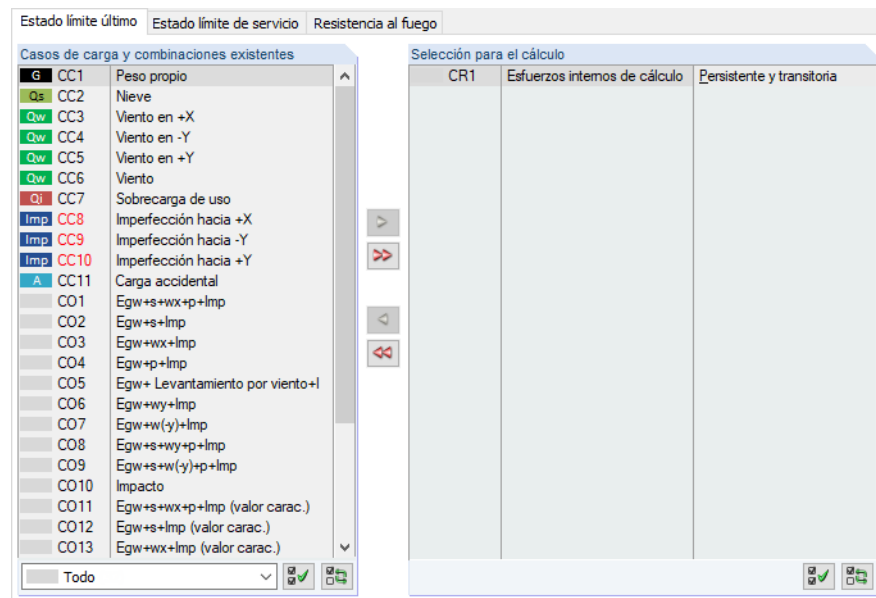 Estado límite último Estado límite de servicio Resistencia al fuego
Casos de carga y combinaciones existentes
G CC1 Peso propio
Qs CC2 Nieve
Qw CC3 Viento en +X
Qw CC4 Viento en -Y
Qw CC5 Viento en +Y
Qw CC6 Viento
Qi CC7 Sobrecarga de uso
Imp CC8 Imperfección hacia +X
Imp CC9 Imperfección hacia -Y
Imp CC10 Imperfección hacia +Y
A CC11 Carga accidental
CO1 Egw+s+wx+p+Imp
CO2 Egw+s+Imp
CO3 Egw+wx+Imp
CO4 Egw+p+Imp
CO5 Egw+ Levantamiento por viento+I
CO6 Egw+wy+Imp
CO7 Egw+w(-y)+Imp
CO8 Egw+s+wy+p+Imp
CO9 Egw+s+w(-y)+p+Imp
CO10 Impacto
CO11 Egw+s+wx+p+Imp (valor carac.)
CO12 Egw+s+Imp (valor carac.)
CO13 Egw+wx+Imp (valor carac.)
Todo
Selección para el cálculo
CR1 Esfuerzos internos de cálculo Persistente y transitoria